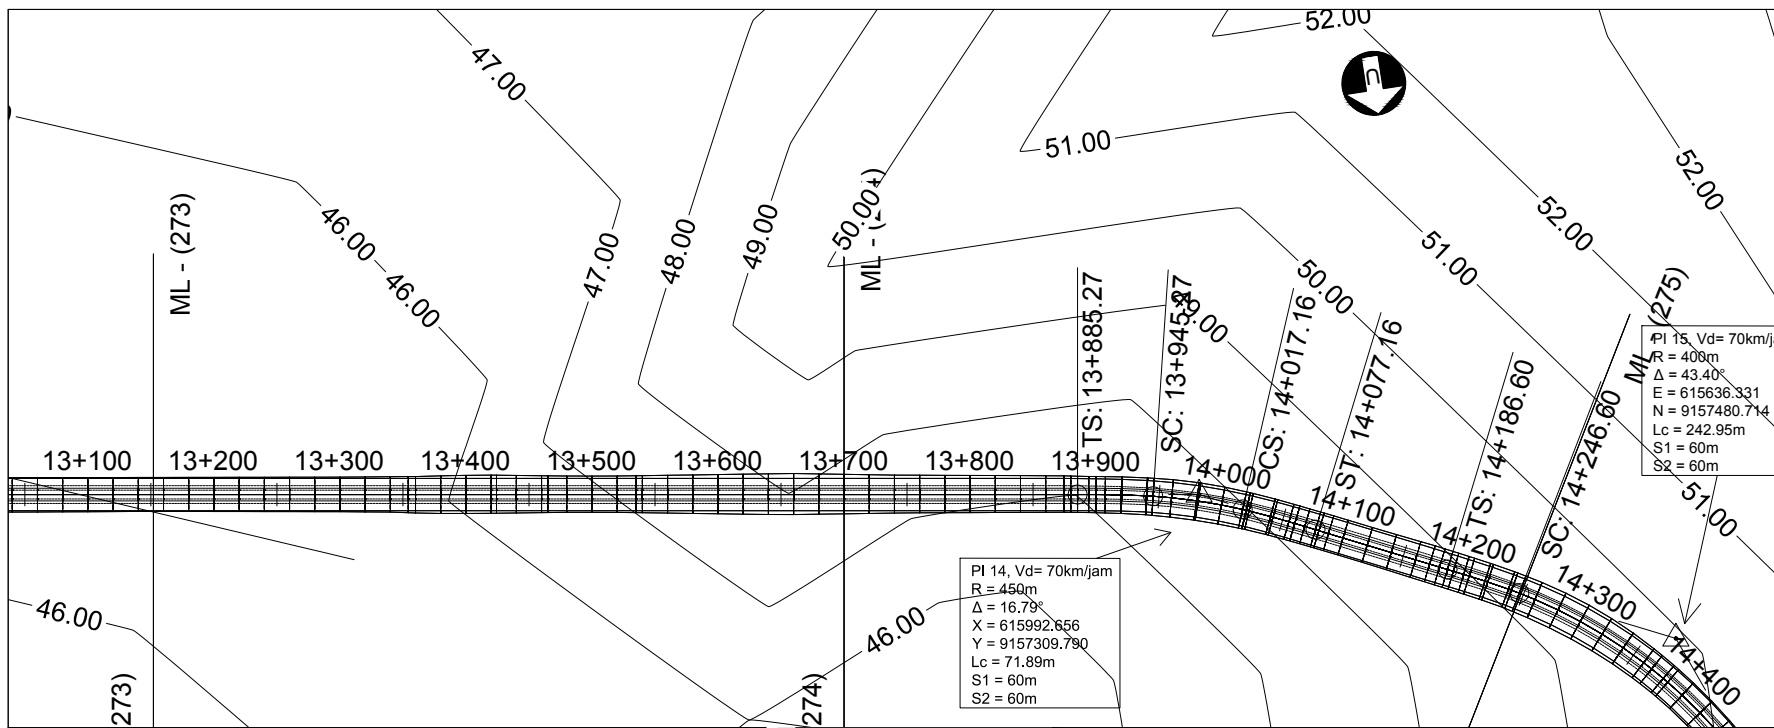 52.00
47.00
51.00
52.00
ML - (273)
50.00
49.00
46.00
48.00
47.00
52.00
51.00
50.00
46.00
49.00
ML - (
TS: 13+885.27
SC: 13+945.27
CS: 14+017.16
ST: 14+077.16
TS: 14+186.60
SC: 14+246.60
ML - (275)
PI 15, Vd= 70km/ja
R = 400m
Δ = 43.40°
E = 615636.331
N = 9157480.714
Lc = 242.95m
S1 = 60m
S2 = 60m
13+100 13+200 13+300 13+400 13+500 13+600 13+700 13+800 13+900
14+000
14+100
14+200
14+300
14+400
51.00
PI 14, Vd= 70km/jam
R = 450m
Δ = 16.79°
X = 615992.656
Y = 9157309.790
Lc = 71.89m
S1 = 60m
S2 = 60m
46.00
46.00
273)
274)